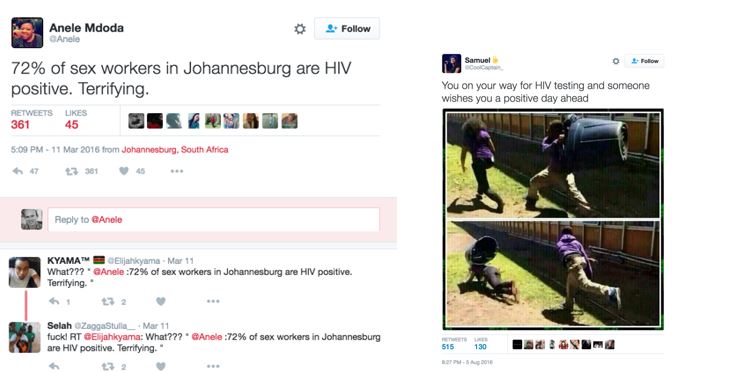 Anele Mdoda
@Anele
Follow
72% of sex workers in Johannesburg are HIV
positive. Terrifying.
RETWEETS LIKES
361 45
5:09 PM - 11 Mar 2016 from Johannesburg, South Africa
47 361 45 •••
Reply to @Anele
KYAMA™ @Elijahkyama · Mar 11
What??? " @Anele :72% of sex workers in Johannesburg are HIV positive.
Terrifying. "
1 2 •••
Selah @ZaggaStulla__ · Mar 11
fuck! RT @Elijahkyama: What??? " @Anele :72% of sex workers in Johannesburg
are HIV positive. Terrifying. "
2 •••
Samuel
@CoolCaptain_
Follow
You on your way for HIV testing and someone
wishes you a positive day ahead
RETWEETS LIKES
515 130
8:27 PM - 5 Aug 2016